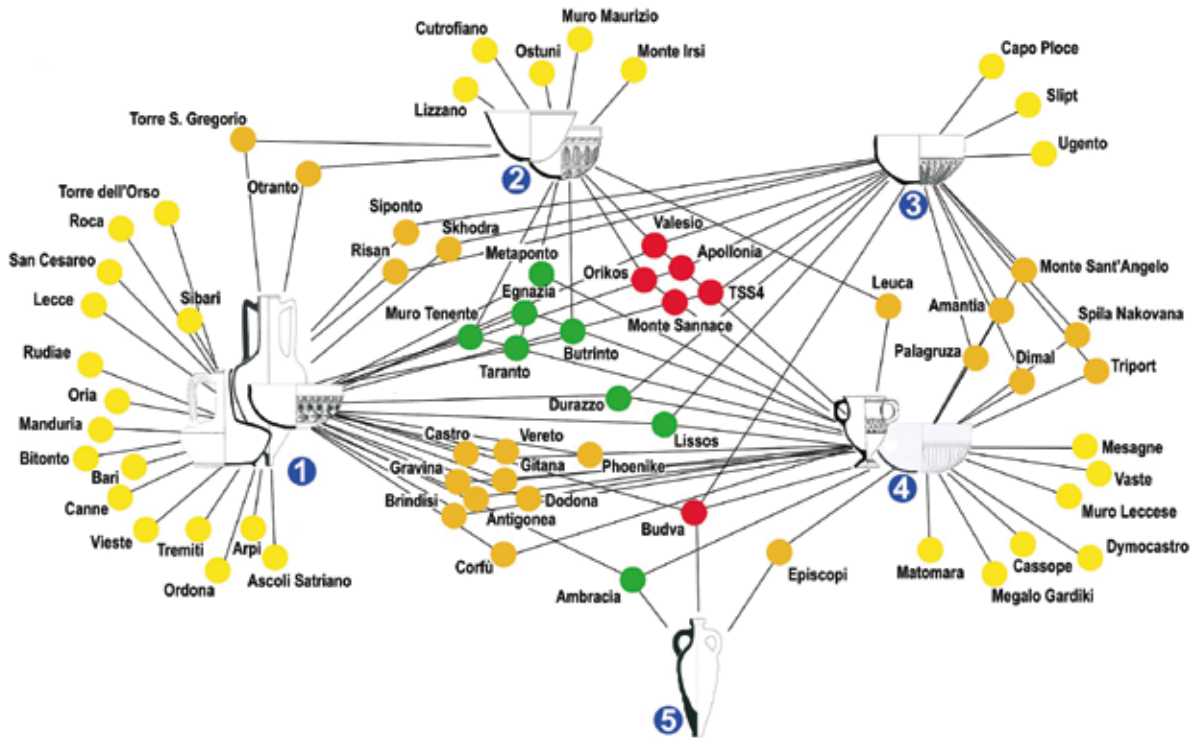 Muro Maurizio
Cutrofiano
Ostuni
Monte Irsi
Capo Ploce
Slipt
Lizzano
Torre S. Gregorio
Ugento
2
Otranto
3
Torre dell'Orso
Siponto
Skhodra
Valesio
Roca
Risan
Metaponto
Apollonia
San Cesareo
Orikos
Monte Sant'Angelo
Egnazia
TSS4
Leuca
Lecce
Sibari
Amantia
Muro Tenente
Monte Sannace
Spila Nakovana
Rudiae
Butrinto
Palagruza
Dimal
Triport
Taranto
Oria
Durazzo
Manduria
Castro
Vereto
Lissos
Mesagne
Bitonto
Gravina
Gitana
Phoenike
Bari
1
4
Vaste
Canne
Brindisi
Dodona
Muro Leccese
Antigonea
Budva
Vieste
Tremiti
Arpi
Dymocastro
Corfù
Episcopi
Cassope
Ordona
Ascoli Satriano
Matomara
Ambracia
Megalo Gardiki
5